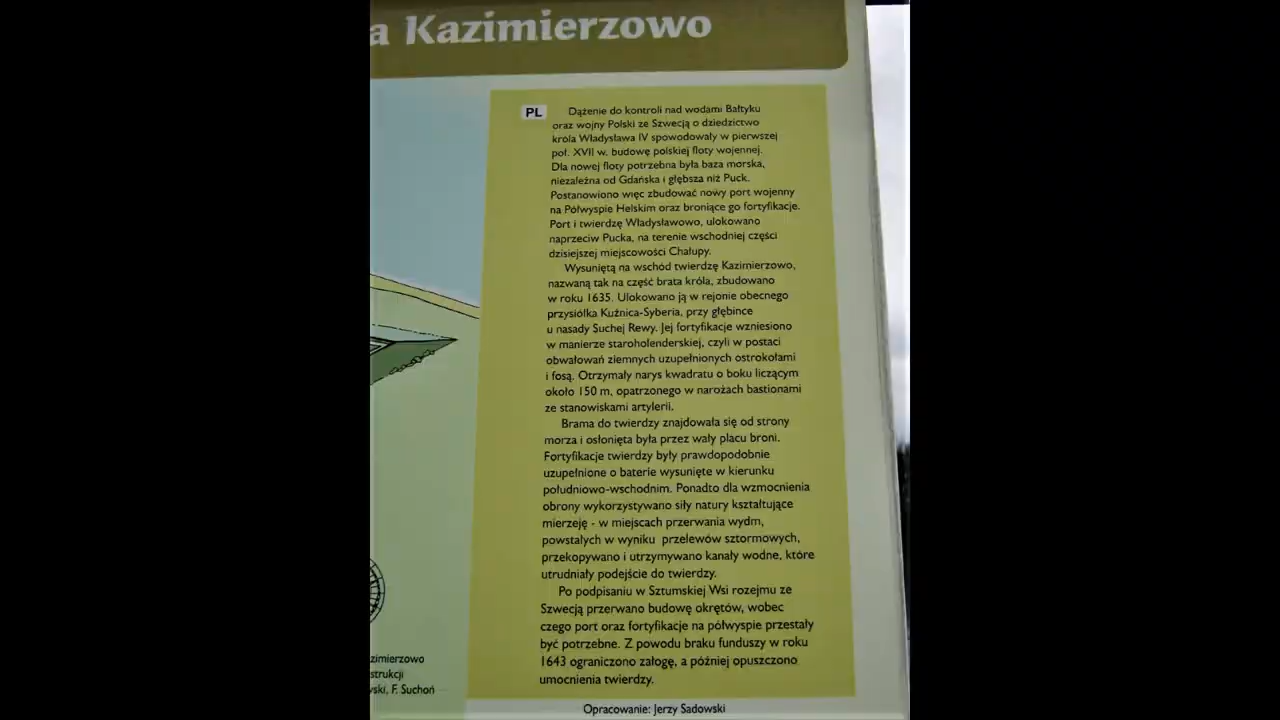 a Kazimierzowo
PL
Dążenie do kontroli nad wodami Bałtyku
oraz wojny Polski ze Szwecją o dziedzictwo
króla Władysława IV spowodowały w pierwszej
poł. XVII w. budowę polskiej floty wojennej.
Dla nowej floty potrzebna była baza morska,
niezależna od Gdańska i głębsza niż Puck.
Postanowiono więc zbudować nowy port wojenny
na Półwyspie Helskim oraz broniące go fortyfikacje.
Port i twierdzę Władysławowo, ulokowano
naprzeciw Pucka, na terenie wschodniej części
dzisiejszej miejscowości Chałupy.
Wysuniętą na wschód twierdzę Kazimierzowo,
nazwaną tak na część brata króla, zbudowano
w roku 1635. Ulokowano ją w rejonie obecnego
przysiółka Kuźnica-Syberia, przy głębince
u nasady Suchej Rewy. Jej fortyfikacje wzniesiono
w manierze staroholenderskiej, czyli w postaci
obwałowań ziemnych uzupełnionych ostrokołami
i fosą. Otrzymały narys kwadratu o boku liczącym
około 150 m, opatrzonego w narożach bastionami
ze stanowiskami artylerii.
Brama do twierdzy znajdowała się od strony
morza i osłonięta była przez wały placu broni.
Fortyfikacje twierdzy były prawdopodobnie
uzupełnione o baterie wysunięte w kierunku
południowo-wschodnim. Ponadto dla wzmocnienia
obrony wykorzystywano siły natury kształtujące
mierzeję - w miejscach przerwania wydm,
powstałych w wyniku przelewów sztormowych,
przekopywano i utrzymywano kanały wodne, które
utrudniały podejście do twierdzy.
Po podpisaniu w Sztumskiej Wsi rozejmu ze
Szwecją przerwano budowę okrętów, wobec
czego port oraz fortyfikacje na półwyspie przestały
być potrzebne. Z powodu braku funduszy w roku
1643 ograniczono załogę, a później opuszczono
umocnienia twierdzy.
zimierzowo
strukcji
vski, F. Suchoń
Opracowanie: Jerzy Sadowski